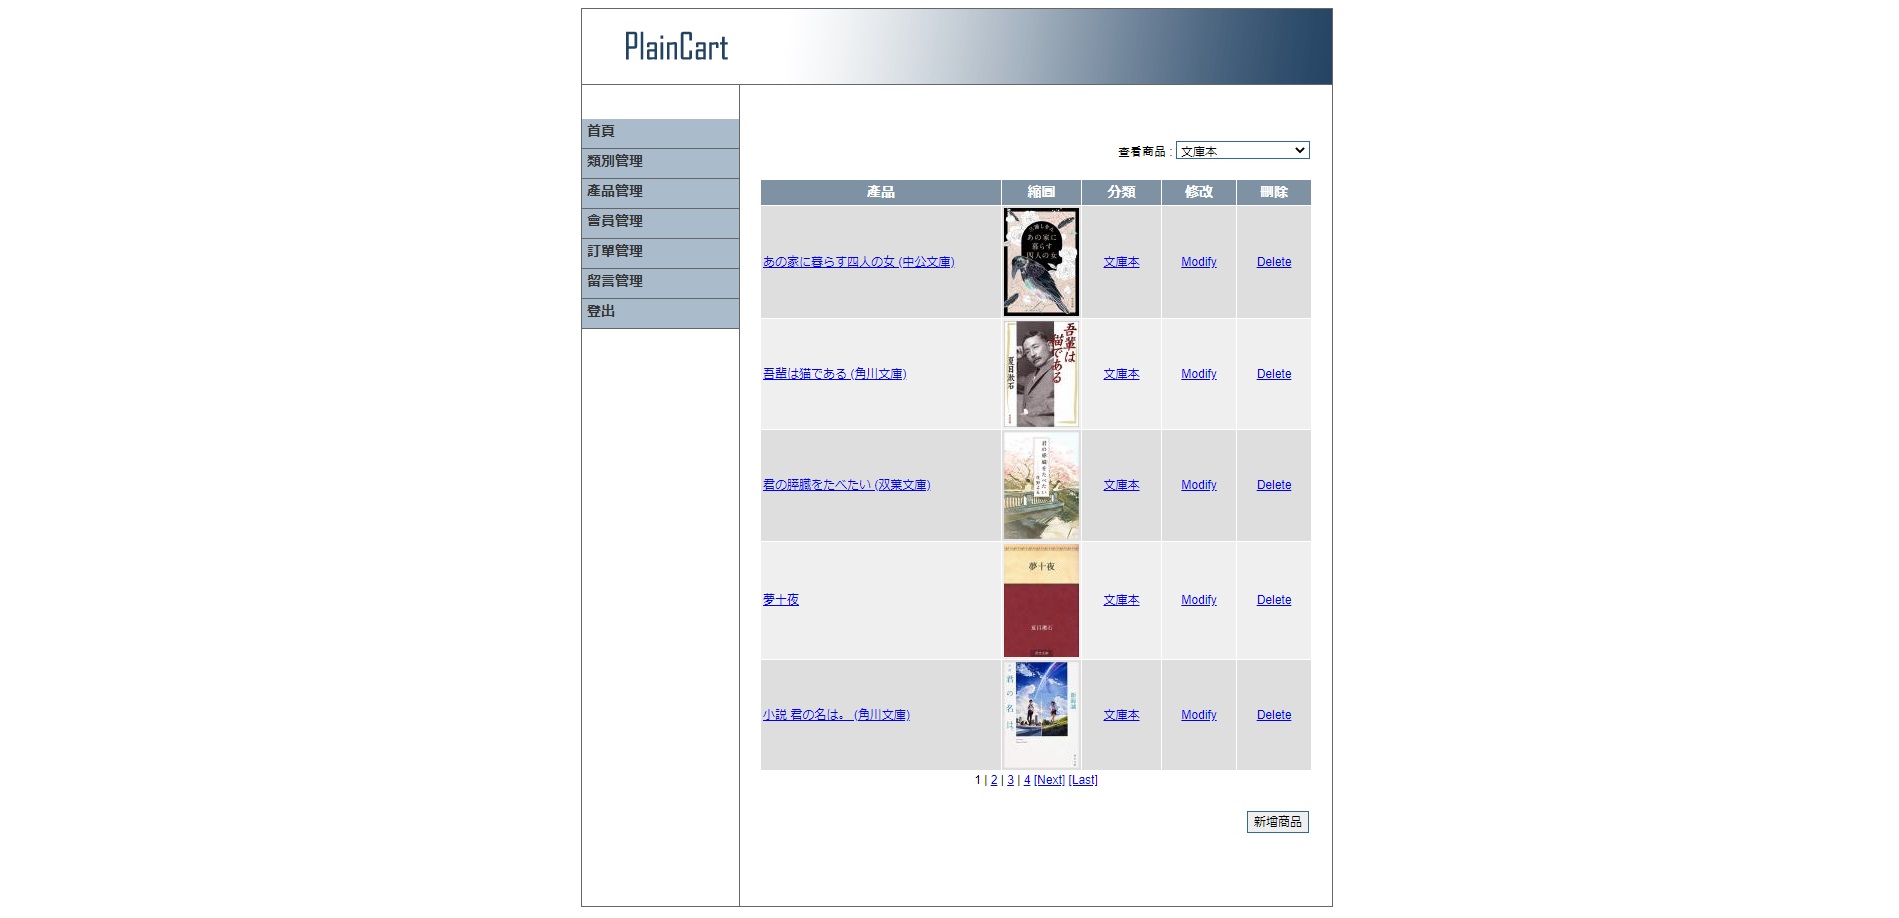 PlainCart
首頁
類別管理
產品管理
會員管理
訂單管理
留言管理
登出
查看商品 : 文庫本
產品 縮圖 分類 修改 刪除
あの家に暮らす四人の女 (中公文庫) 文庫本 Modify Delete
三浦しをん
あの家に
暮らす
四人の女
吾輩は猫である (角川文庫) 文庫本 Modify Delete
吾輩は
猫である
夏目漱石
君の膵臓をたべたい (双葉文庫) 文庫本 Modify Delete
君の膵臓をたべたい
夢十夜 文庫本 Modify Delete
夢十夜
夏目漱石
小説 君の名は。 (角川文庫) 文庫本 Modify Delete
君の名は。
新海誠
1 | 2 | 3 | 4 [Next] [Last]
新增商品